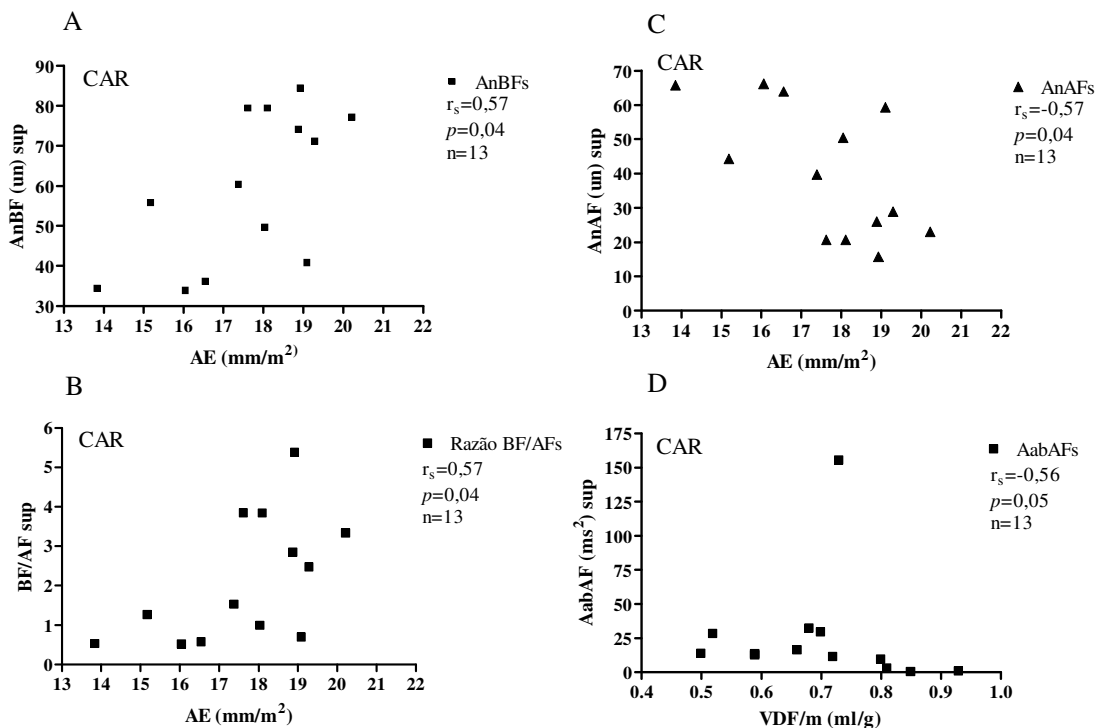 A
CAR
AnBFs
rs=0,57
p=0,04
n=13
AnBF (un) sup
90
80
70
60
50
40
30
13 14 15 16 17 18 19 20 21 22
AE (mm/m²)
B
CAR
Razão BF/AFs
rs=0,57
p=0,04
n=13
BF/AF sup
6
5
4
3
2
1
0
13 14 15 16 17 18 19 20 21 22
AE (mm/m²)
C
CAR
AnAFs
rs=-0,57
p=0,04
n=13
AnAF (un) sup
70
60
50
40
30
20
10
0
13 14 15 16 17 18 19 20 21 22
AE (mm/m²)
D
CAR
AabAFs
rs=-0,56
p=0,05
n=13
AabAF (ms²) sup
175
150
125
100
75
50
25
0
0.4 0.5 0.6 0.7 0.8 0.9 1.0
VDF/m (ml/g)